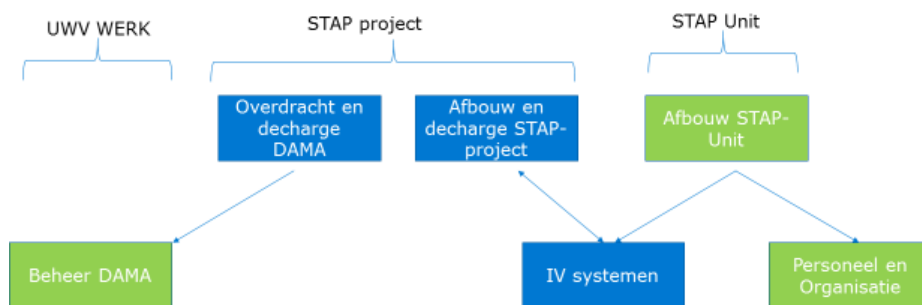 UWV WERK
STAP project
STAP Unit
Overdracht en
decharge
DAMA
Afbouw en
decharge STAP-
project
Afbouw STAP-
Unit
Beheer DAMA
IV systemen
Personeel en
Organisatie